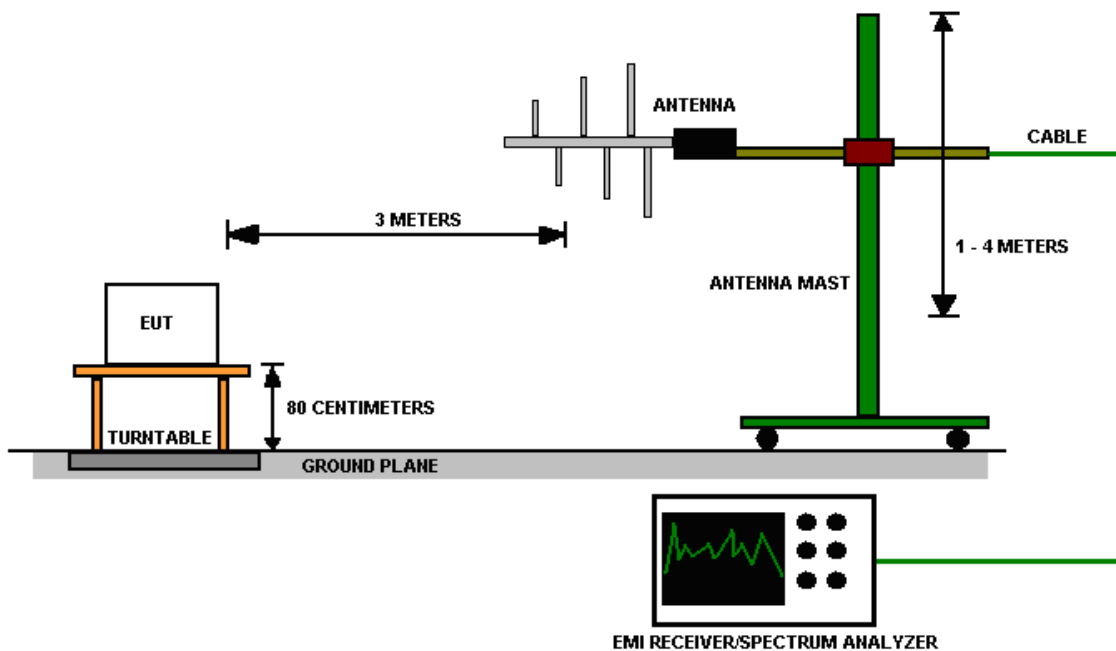 ANTENNA
CABLE
3 METERS
1 - 4 METERS
ANTENNA MAST
EUT
80 CENTIMETERS
TURNTABLE
GROUND PLANE
EMI RECEIVER/SPECTRUM ANALYZER